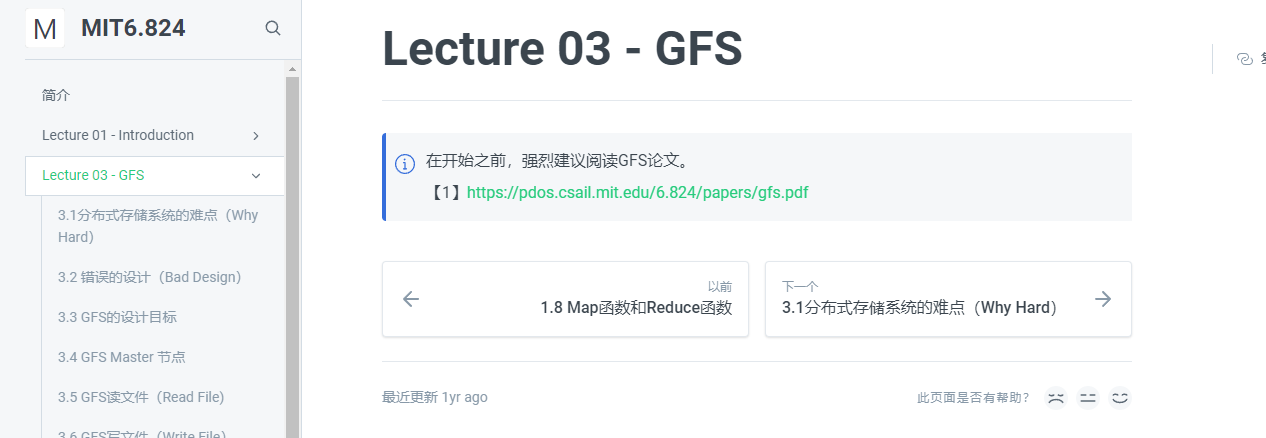 M MIT6.824
简介
Lecture 01 - Introduction
Lecture 03 - GFS
3.1分布式存储系统的难点（Why
Hard）
3.2 错误的设计（Bad Design）
3.3 GFS的设计目标
3.4 GFS Master 节点
3.5 GFS读文件（Read File)
3.6 GFS写文件（Write File）
Lecture 03 - GFS
在开始之前，强烈建议阅读GFS论文。
【1】https://pdos.csail.mit.edu/6.824/papers/gfs.pdf
以前
1.8 Map函数和Reduce函数
下一个
3.1分布式存储系统的难点（Why Hard）
最近更新 1yr ago
此页面是否有帮助？